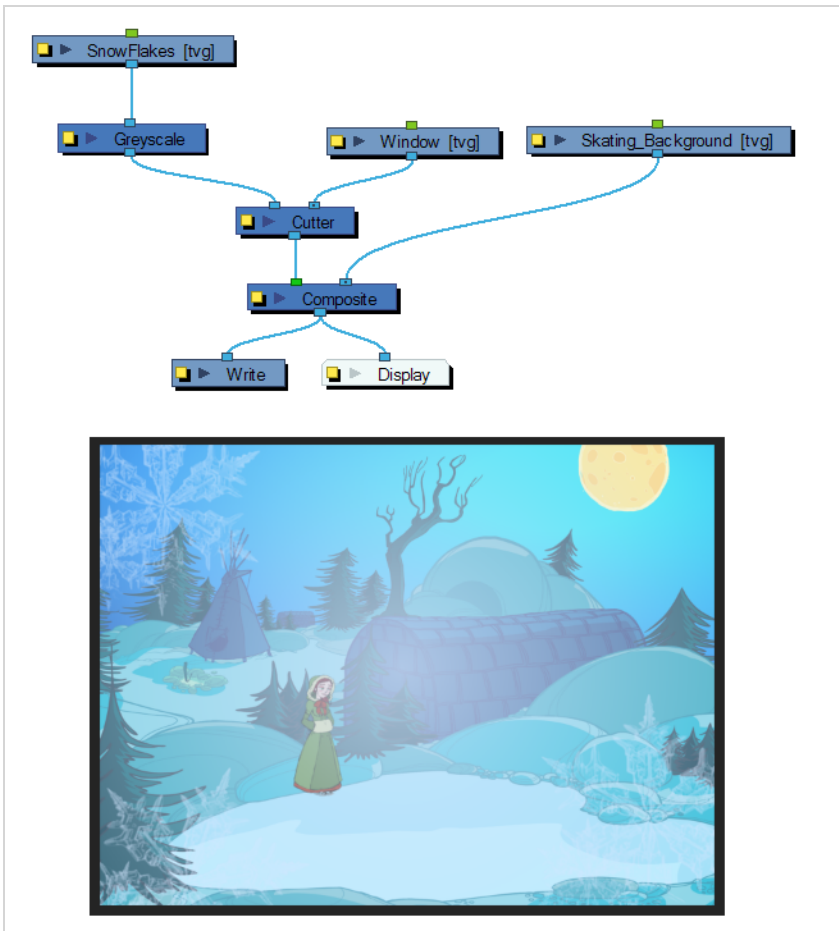 SnowFlakes [tvg]
Greyscale
Window [tvg]
Skating_Background [tvg]
Cutter
Composite
Write
Display